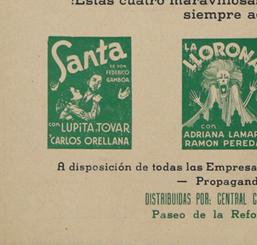 ¡Estas cuatro maravillosas
siempre a
Santa
DE DON
FEDERICO
GAMBOA
CON LUPITA TOVAR
Y CARLOS ORELLANA
LA
LLORONA
CON
ADRIANA LAMAR
RAMON PEREDA
A disposición de todas las Empresa
— Propagand
DISTRIBUIDAS POR: CENTRAL C
Paseo de la Refo